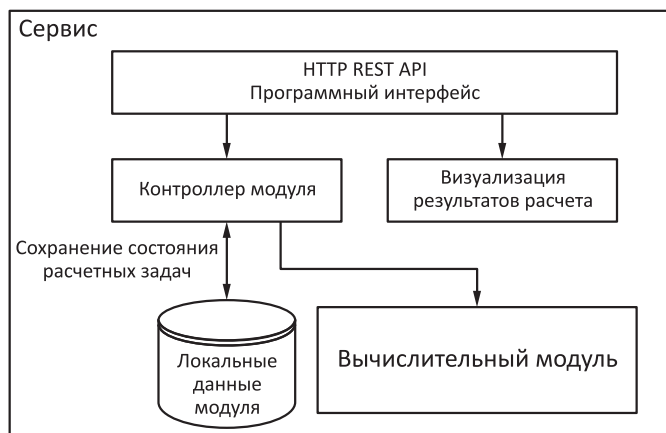 Сервис
HTTP REST API
Программный интерфейс
Контроллер модуля
Визуализация
результатов расчета
Сохранение состояния
расчетных задач
Локальные
данные
модуля
Вычислительный модуль